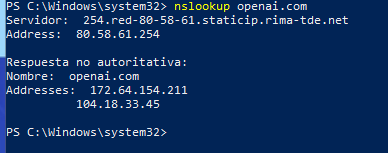 PS C:\Windows\system32> nslookup openai.com
Servidor:  254.red-80-58-61.staticip.rima-tde.net
Address:  80.58.61.254
Respuesta no autoritativa:
Nombre:  openai.com
Addresses:  172.64.154.211
104.18.33.45
PS C:\Windows\system32>